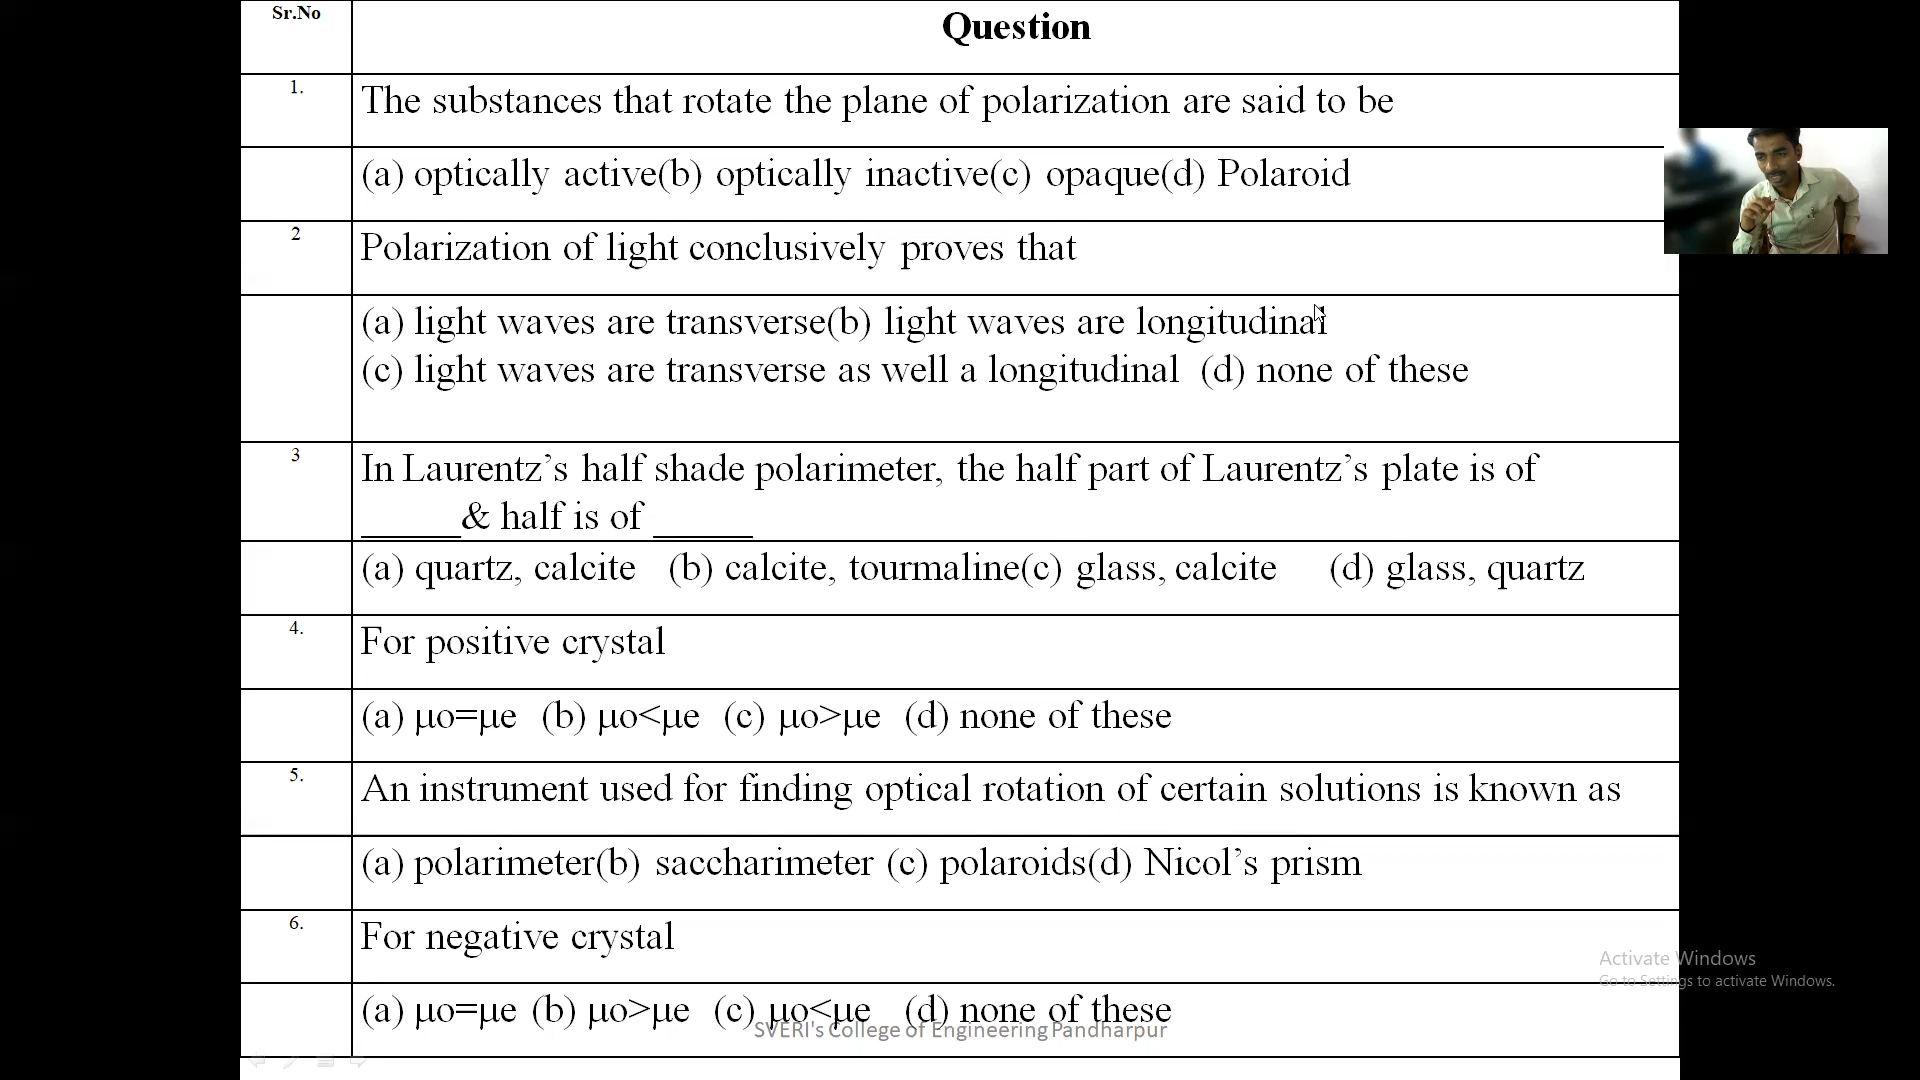 Sr.No
Question
1.
The substances that rotate the plane of polarization are said to be
(a) optically active(b) optically inactive(c) opaque(d) Polaroid
2
Polarization of light conclusively proves that
(a) light waves are transverse(b) light waves are longitudinal
(c) light waves are transverse as well a longitudinal (d) none of these
3
In Laurentz’s half shade polarimeter, the half part of Laurentz’s plate is of
_____& half is of _____
(a) quartz, calcite (b) calcite, tourmaline(c) glass, calcite (d) glass, quartz
4.
For positive crystal
(a) μo=μe (b) μo<μe (c) μo>μe (d) none of these
5.
An instrument used for finding optical rotation of certain solutions is known as
(a) polarimeter(b) saccharimeter (c) polaroids(d) Nicol’s prism
6.
For negative crystal
(a) μo=μe (b) μo>μe (c) μo<μe (d) none of these
SVERI's College of Engineering Pandharpur
Activate Windows
Go to Settings to activate Windows.